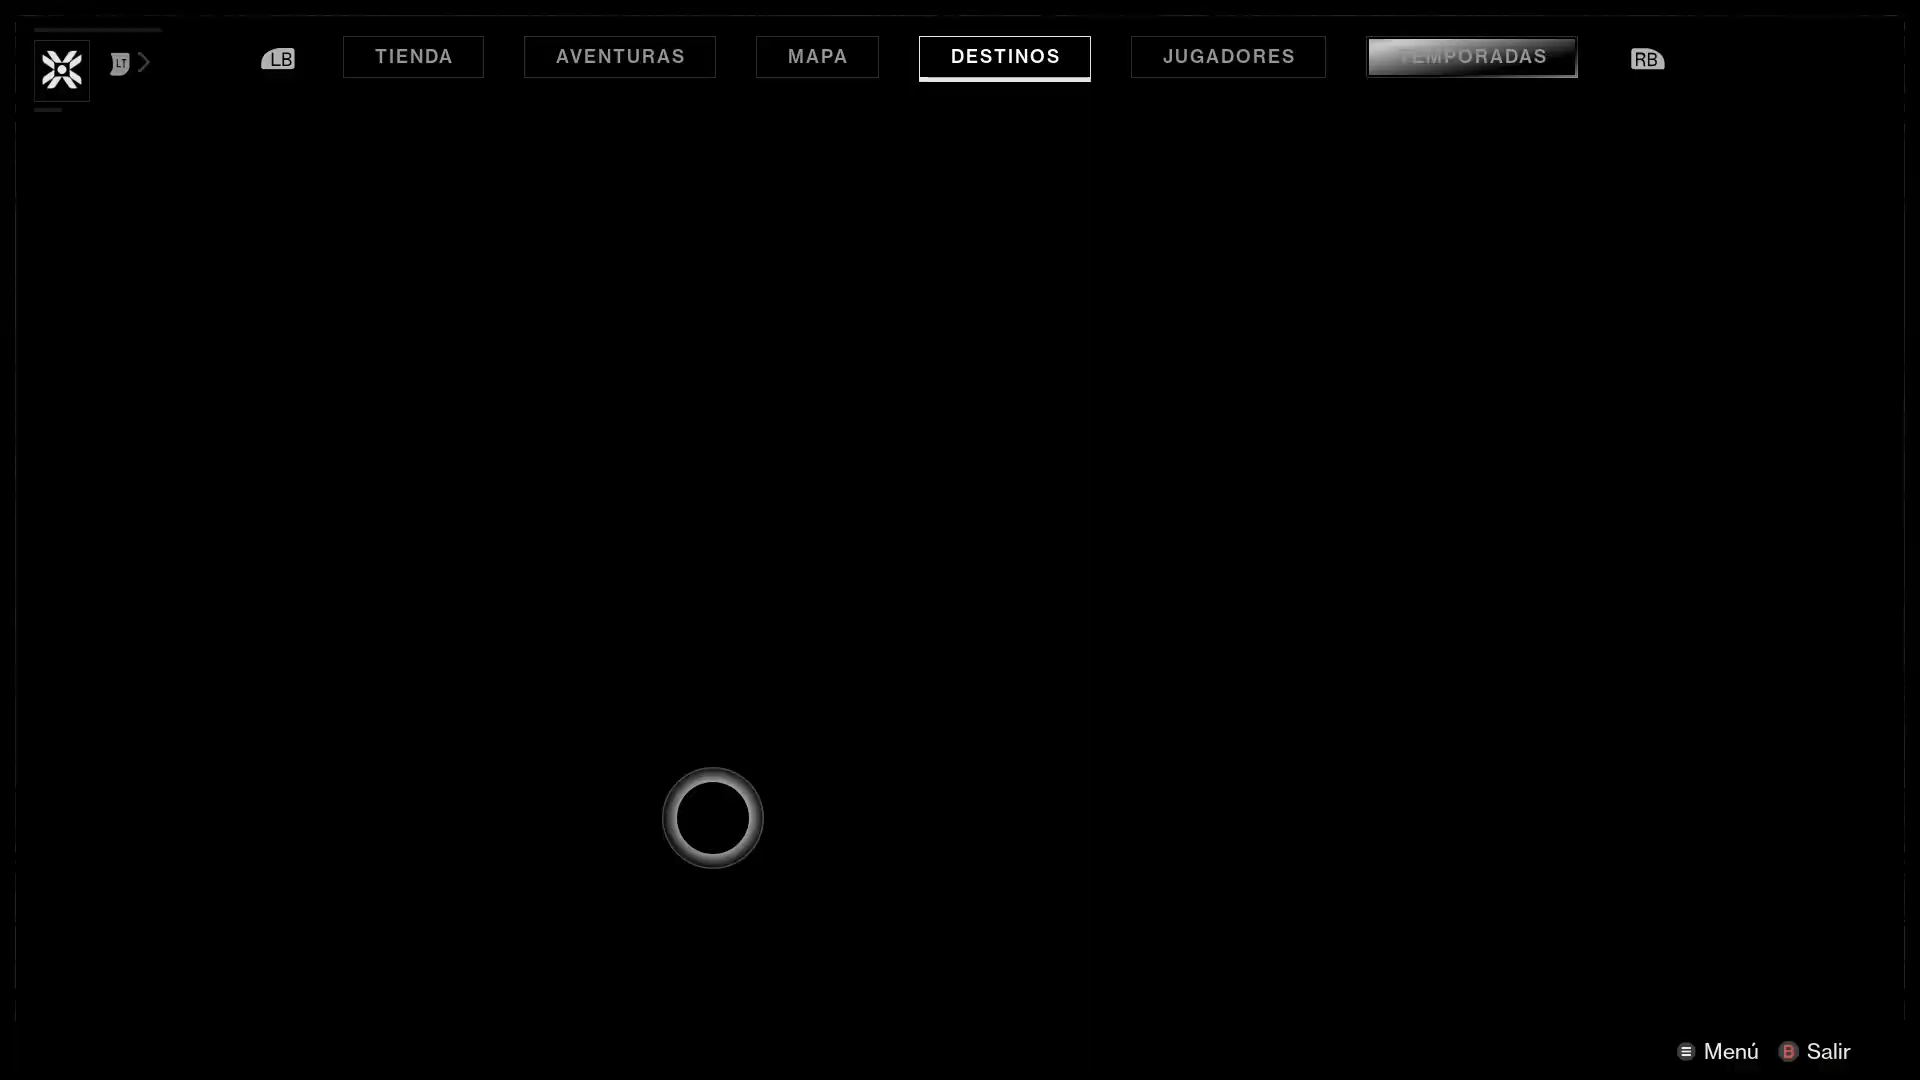 LT
LB
TIENDA
AVENTURAS
MAPA
DESTINOS
JUGADORES
TEMPORADAS
RB
Menú
B Salir